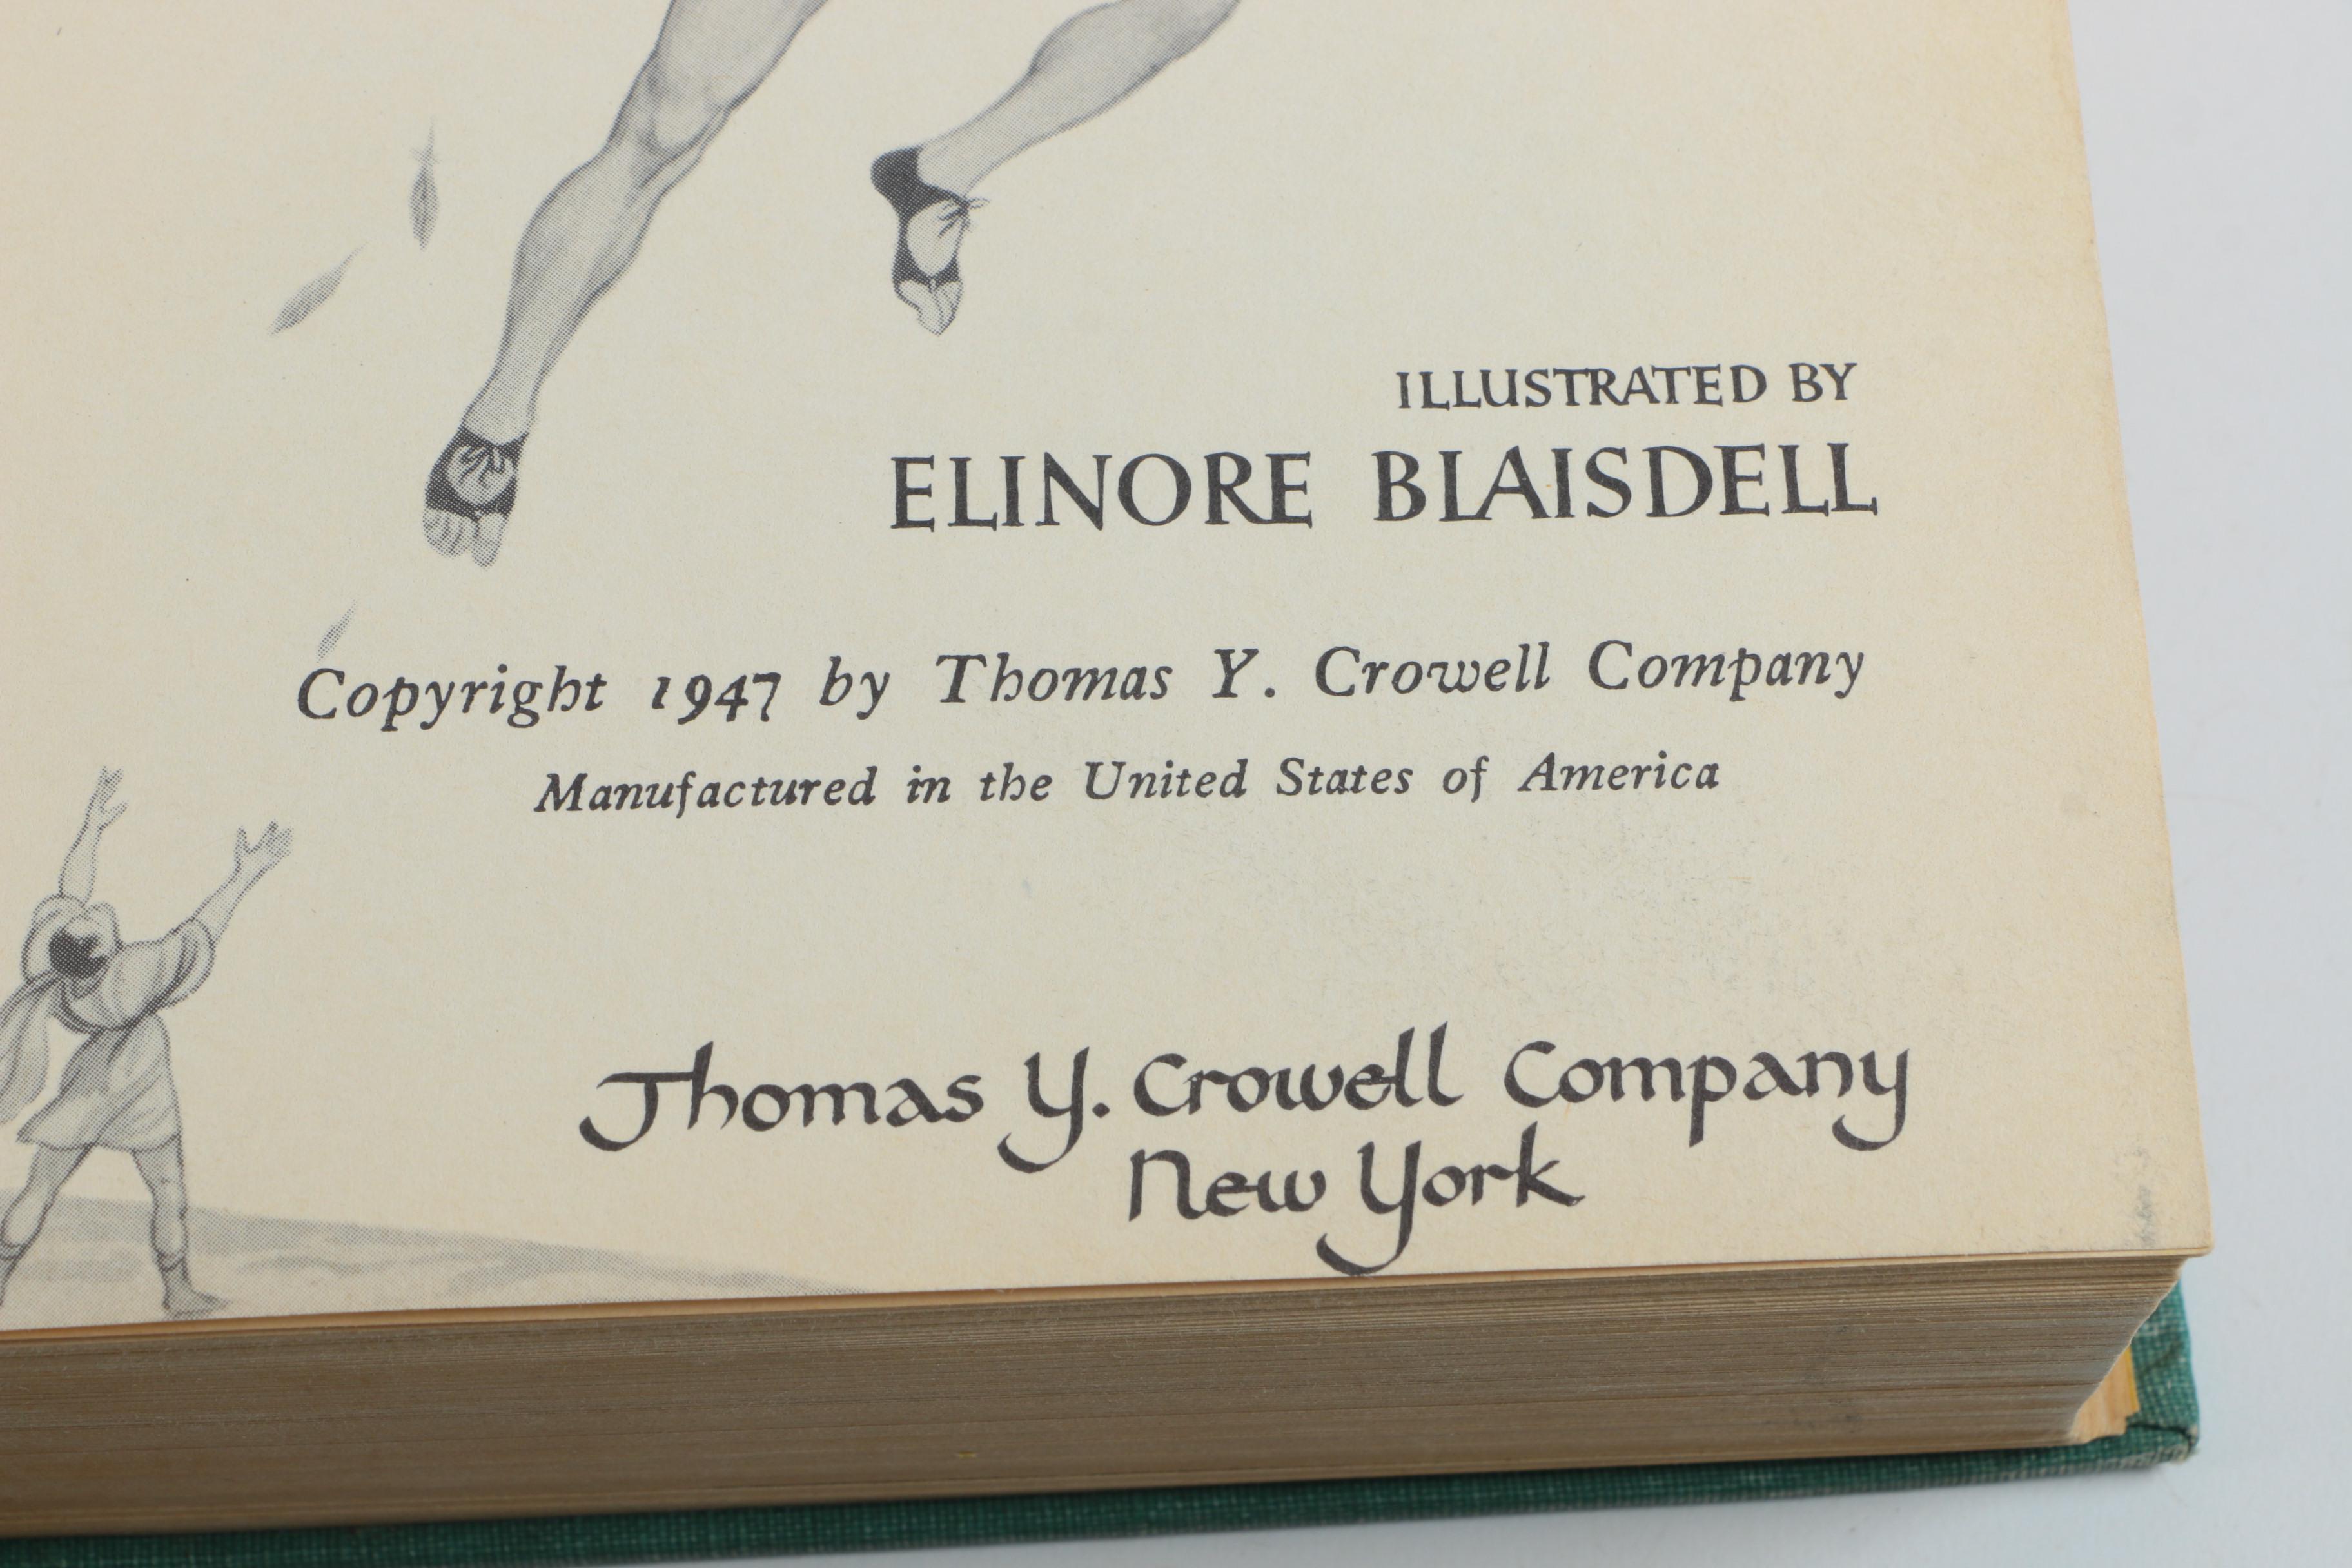 ILLUSTRATED BY
ELINORE BLAISDELL
Copyright 1947 by Thomas Y. Crowell Company
Manufactured in the United States of America
Thomas Y. Crowell Company
New York